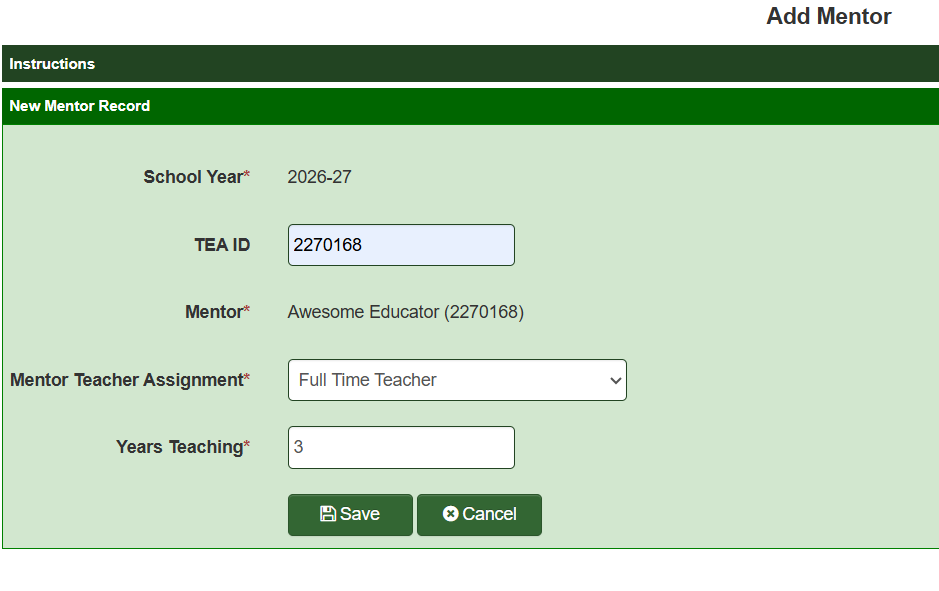 Add Mentor
Instructions
New Mentor Record
School Year* 2026-27
TEA ID 2270168
Mentor* Awesome Educator (2270168)
Mentor Teacher Assignment* Full Time Teacher
Years Teaching* 3
Save Cancel